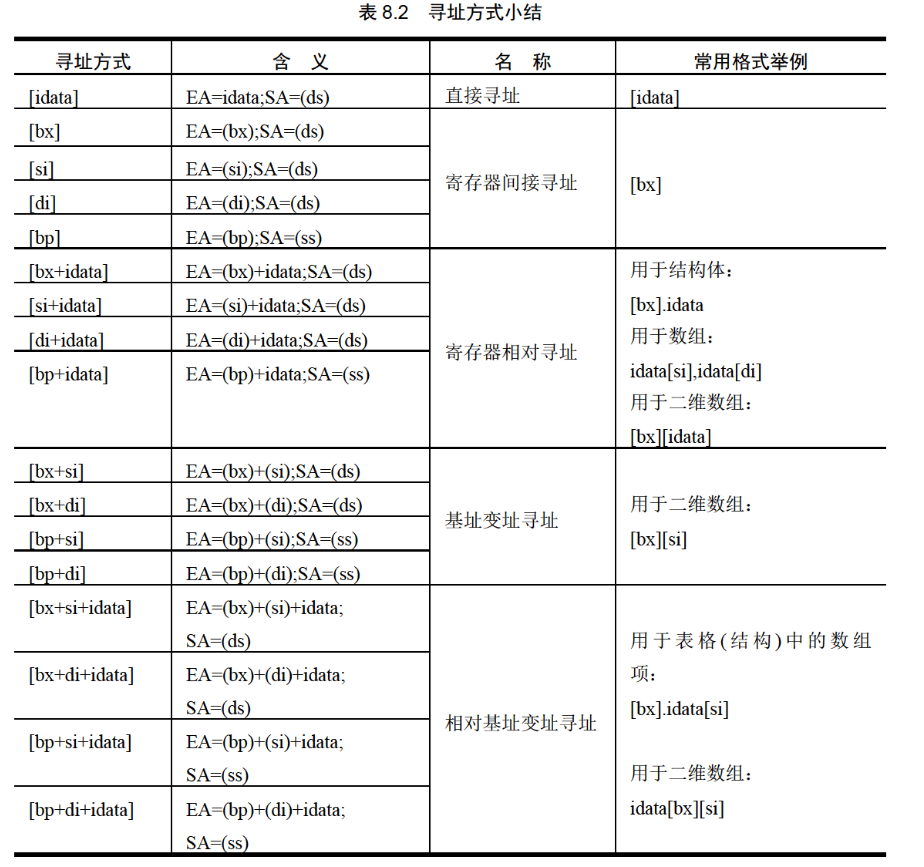 表 8.2 寻址方式小结
寻址方式 含 义 名 称 常用格式举例
[idata] EA=idata;SA=(ds) 直接寻址 [idata]
[bx] EA=(bx);SA=(ds)
[si] EA=(si);SA=(ds)
[di] EA=(di);SA=(ds)
[bp] EA=(bp);SA=(ss)
寄存器间接寻址 [bx]
[bx+idata] EA=(bx)+idata;SA=(ds)
[si+idata] EA=(si)+idata;SA=(ds)
[di+idata] EA=(di)+idata;SA=(ds)
[bp+idata] EA=(bp)+idata;SA=(ss)
寄存器相对寻址
用于结构体：
[bx].idata
用于数组：
idata[si],idata[di]
用于二维数组：
[bx][idata]
[bx+si] EA=(bx)+(si);SA=(ds)
[bx+di] EA=(bx)+(di);SA=(ds)
[bp+si] EA=(bp)+(si);SA=(ss)
[bp+di] EA=(bp)+(di);SA=(ss)
基址变址寻址
用于二维数组：
[bx][si]
[bx+si+idata] EA=(bx)+(si)+idata;
SA=(ds)
[bx+di+idata] EA=(bx)+(di)+idata;
SA=(ds)
[bp+si+idata] EA=(bp)+(si)+idata;
SA=(ss)
[bp+di+idata] EA=(bp)+(di)+idata;
SA=(ss)
相对基址变址寻址
用于表格(结构)中的数组
项：
[bx].idata[si]
用于二维数组：
idata[bx][si]